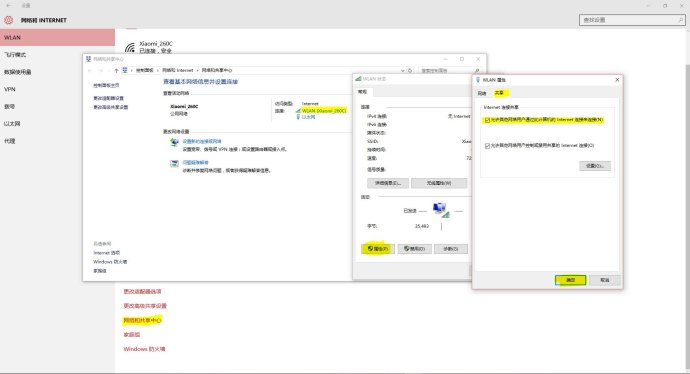 设置
网络和 INTERNET
查找设置
WLAN
飞行模式
数据使用量
VPN
拨号
以太网
代理
Xiaomi_260C
已连接，安全
网络和共享中心
控制面板 › 网络和 Internet › 网络和共享中心
搜索控制面板
控制面板主页
更改适配器设置
更改高级共享设置
查看基本网络信息并设置连接
查看活动网络
Xiaomi_260C
公用网络
访问类型: Internet
连接: WLAN (Xiaomi_260C)
以太网
更改网络设置
设置新的连接或网络
设置宽带、拨号或 VPN 连接；或设置路由器或接入点。
问题疑难解答
诊断并修复网络问题，或者获得疑难解答信息。
另请参阅
Internet 选项
Windows 防火墙
家庭组
WLAN 状态
常规
连接
IPv4 连接:
无 Internet
IPv6 连接:
媒体状态:
SSID:
Xiao
持续时间:
速度:
72
信号质量:
详细信息(E)...
无线属性(W)
活动
已发送
字节:
25,493
属性(P)
禁用(D)
诊断(G)
WLAN 属性
网络
共享
Internet 连接共享
允许其他网络用户通过此计算机的 Internet 连接来连接(N)
允许其他网络用户控制或禁用共享的 Internet 连接(O)
设置(G)...
确定
取消
更改适配器选项
更改高级共享设置
网络和共享中心
家庭组
Windows 防火墙